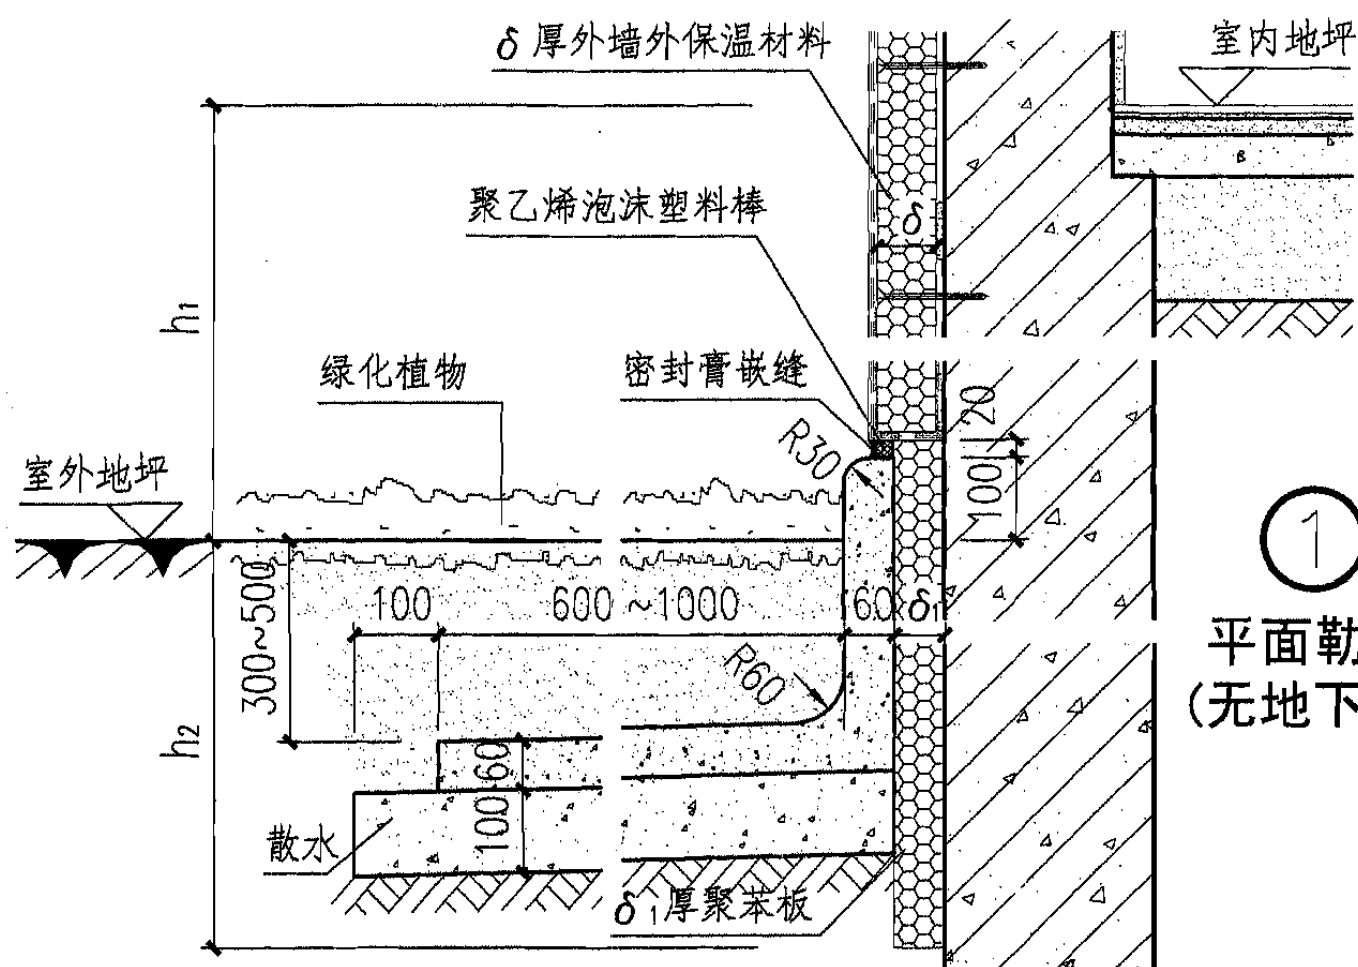 δ 厚外墙外保温材料
室内地坪
聚乙烯泡沫塑料棒
δ
h1
绿化植物
密封膏嵌缝
20
R30
室外地坪
100
1
300~500
100
600~1000
60
δ1
平面勒
(无地下
R60
h2
60
100
散水
δ1厚聚苯板